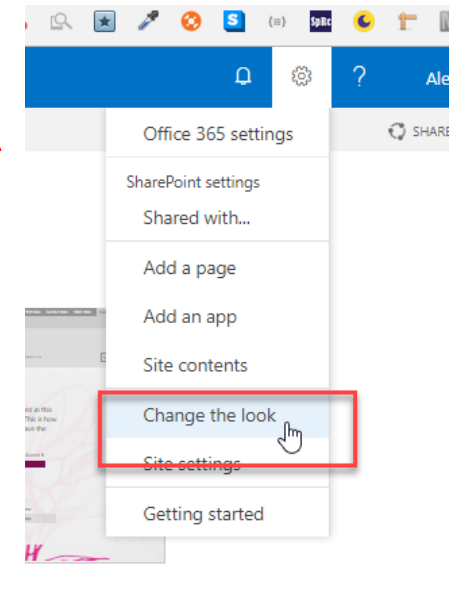 S {=} SpRc
? Ale
Office 365 settings
SHARE
SharePoint settings
Shared with...
Add a page
Add an app
Site contents
Change the look
Site settings
Getting started